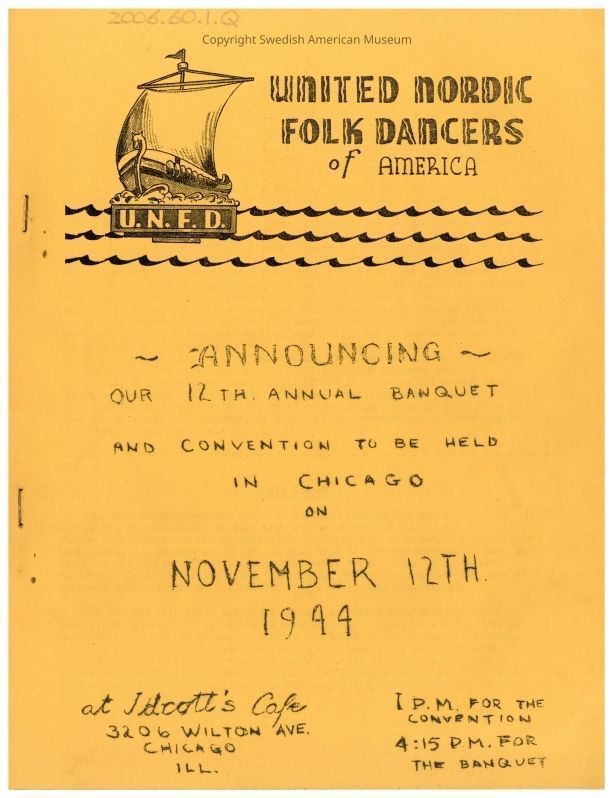 2006.60.1.Q
Copyright Swedish American Museum
UNITED NORDIC
FOLK DANCERS
of AMERICA
U.N.F.D.
~ ANNOUNCING ~
OUR 12TH. ANNUAL BANQUET
AND CONVENTION TO BE HELD
IN CHICAGO
ON
NOVEMBER 12TH.
1944
at Idrott's Cafe
3206 WILTON AVE.
CHICAGO
ILL.
1 P.M. FOR THE
CONVENTION
4:15 P.M. FOR
THE BANQUET